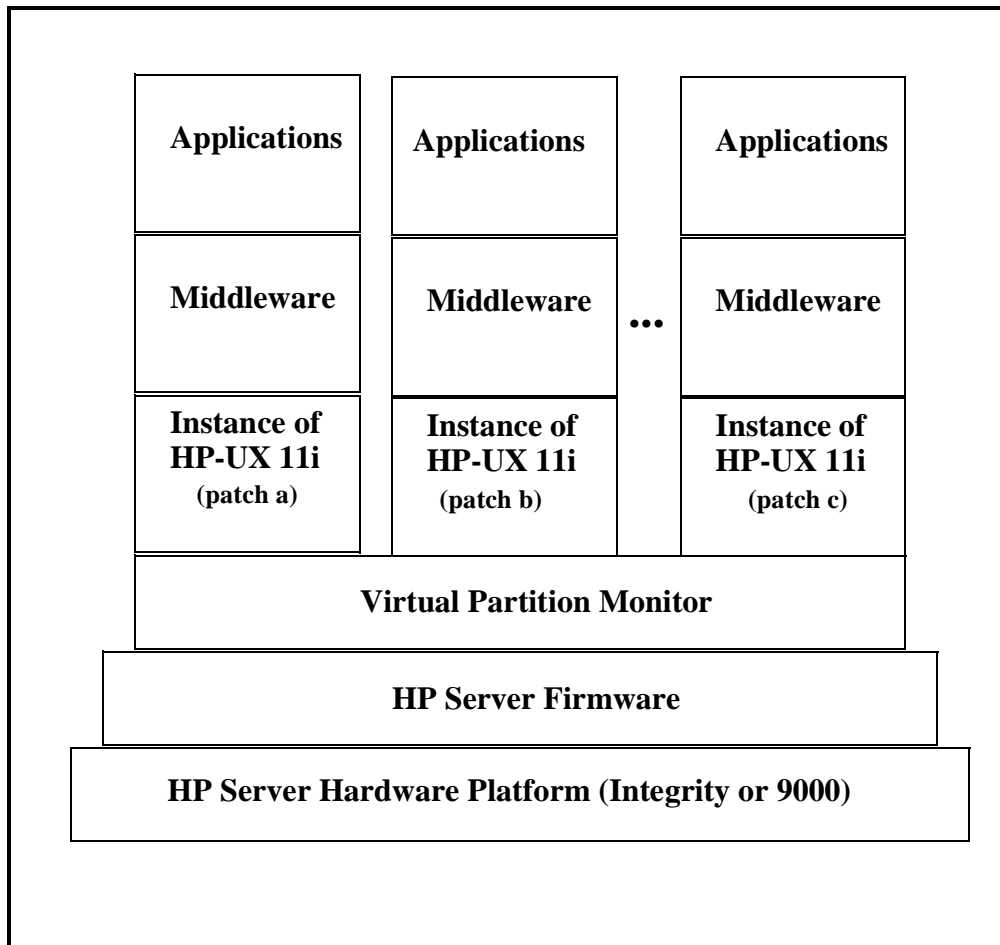 Applications
Applications
Applications
Middleware
Middleware
...
Middleware
Instance of
HP-UX 11i
(patch a)
Instance of
HP-UX 11i
(patch b)
Instance of
HP-UX 11i
(patch c)
Virtual Partition Monitor
HP Server Firmware
HP Server Hardware Platform (Integrity or 9000)